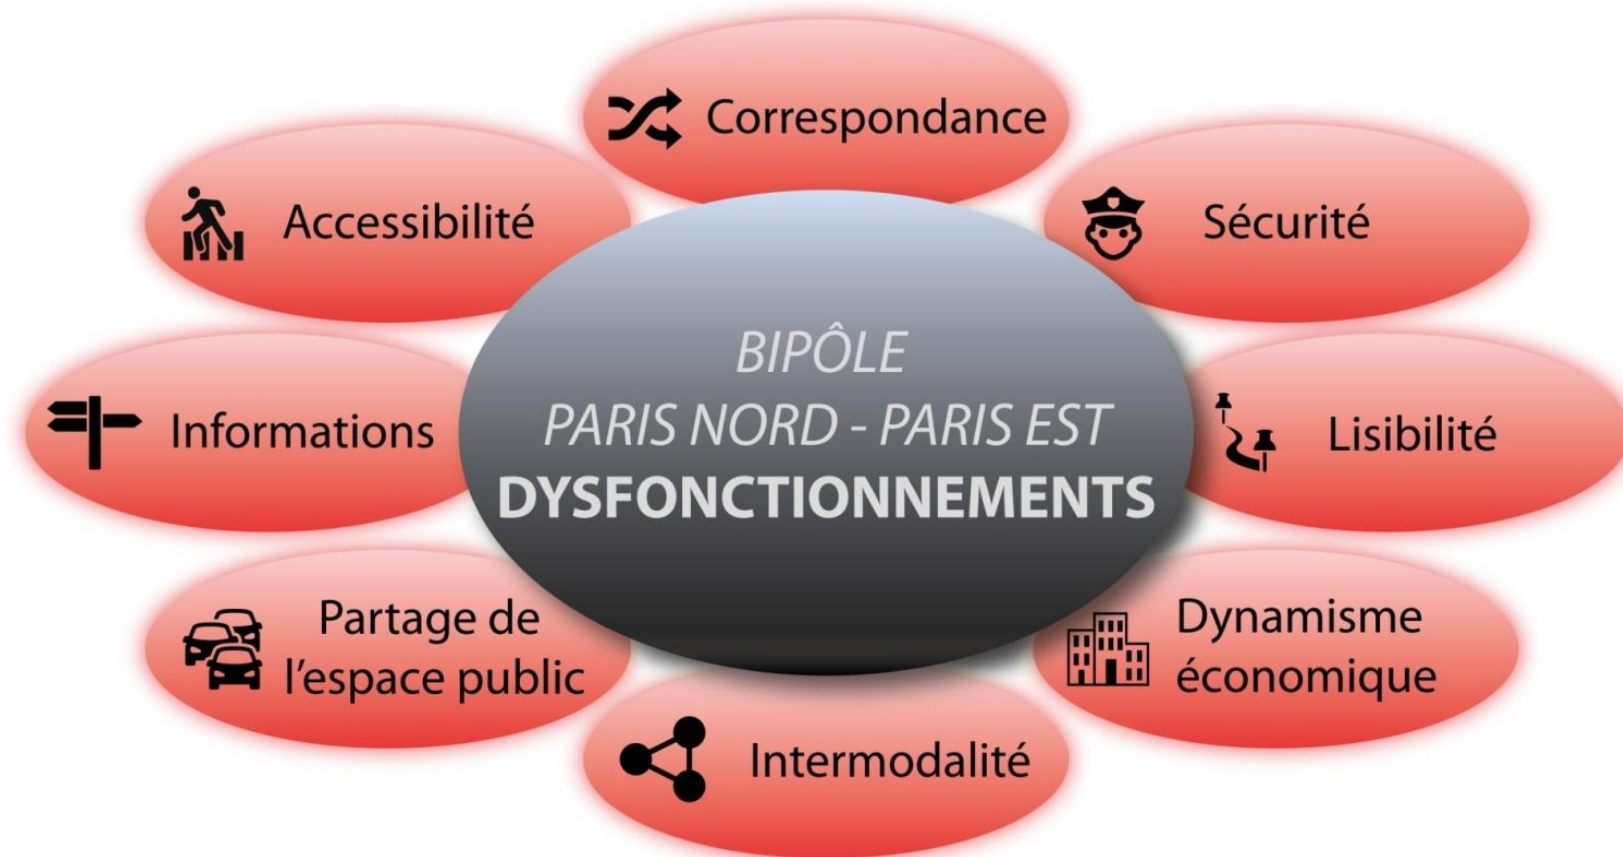 Correspondance
Accessibilité
Sécurité
BIPÔLE
PARIS NORD - PARIS EST
DYSFONCTIONNEMENTS
Informations
Lisibilité
Partage de
l'espace public
Dynamisme
économique
Intermodalité